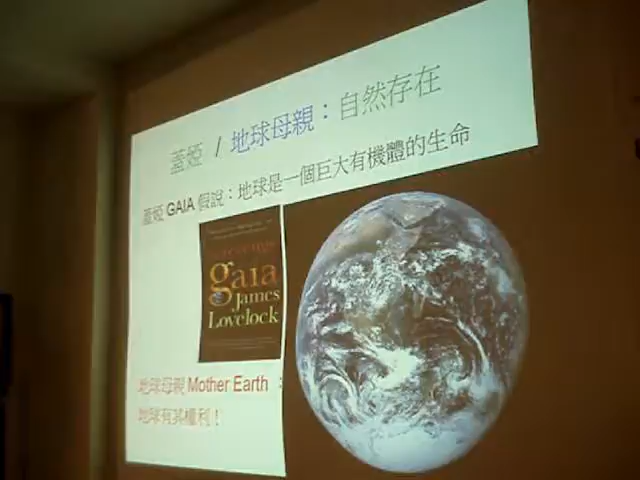 蓋婭 / 地球母親：自然存在
蓋婭 GAIA 假說：地球是一個巨大有機體的生命
revenge
gaia
James
Lovelock
地球母親 Mother Earth：
地球有其權利！